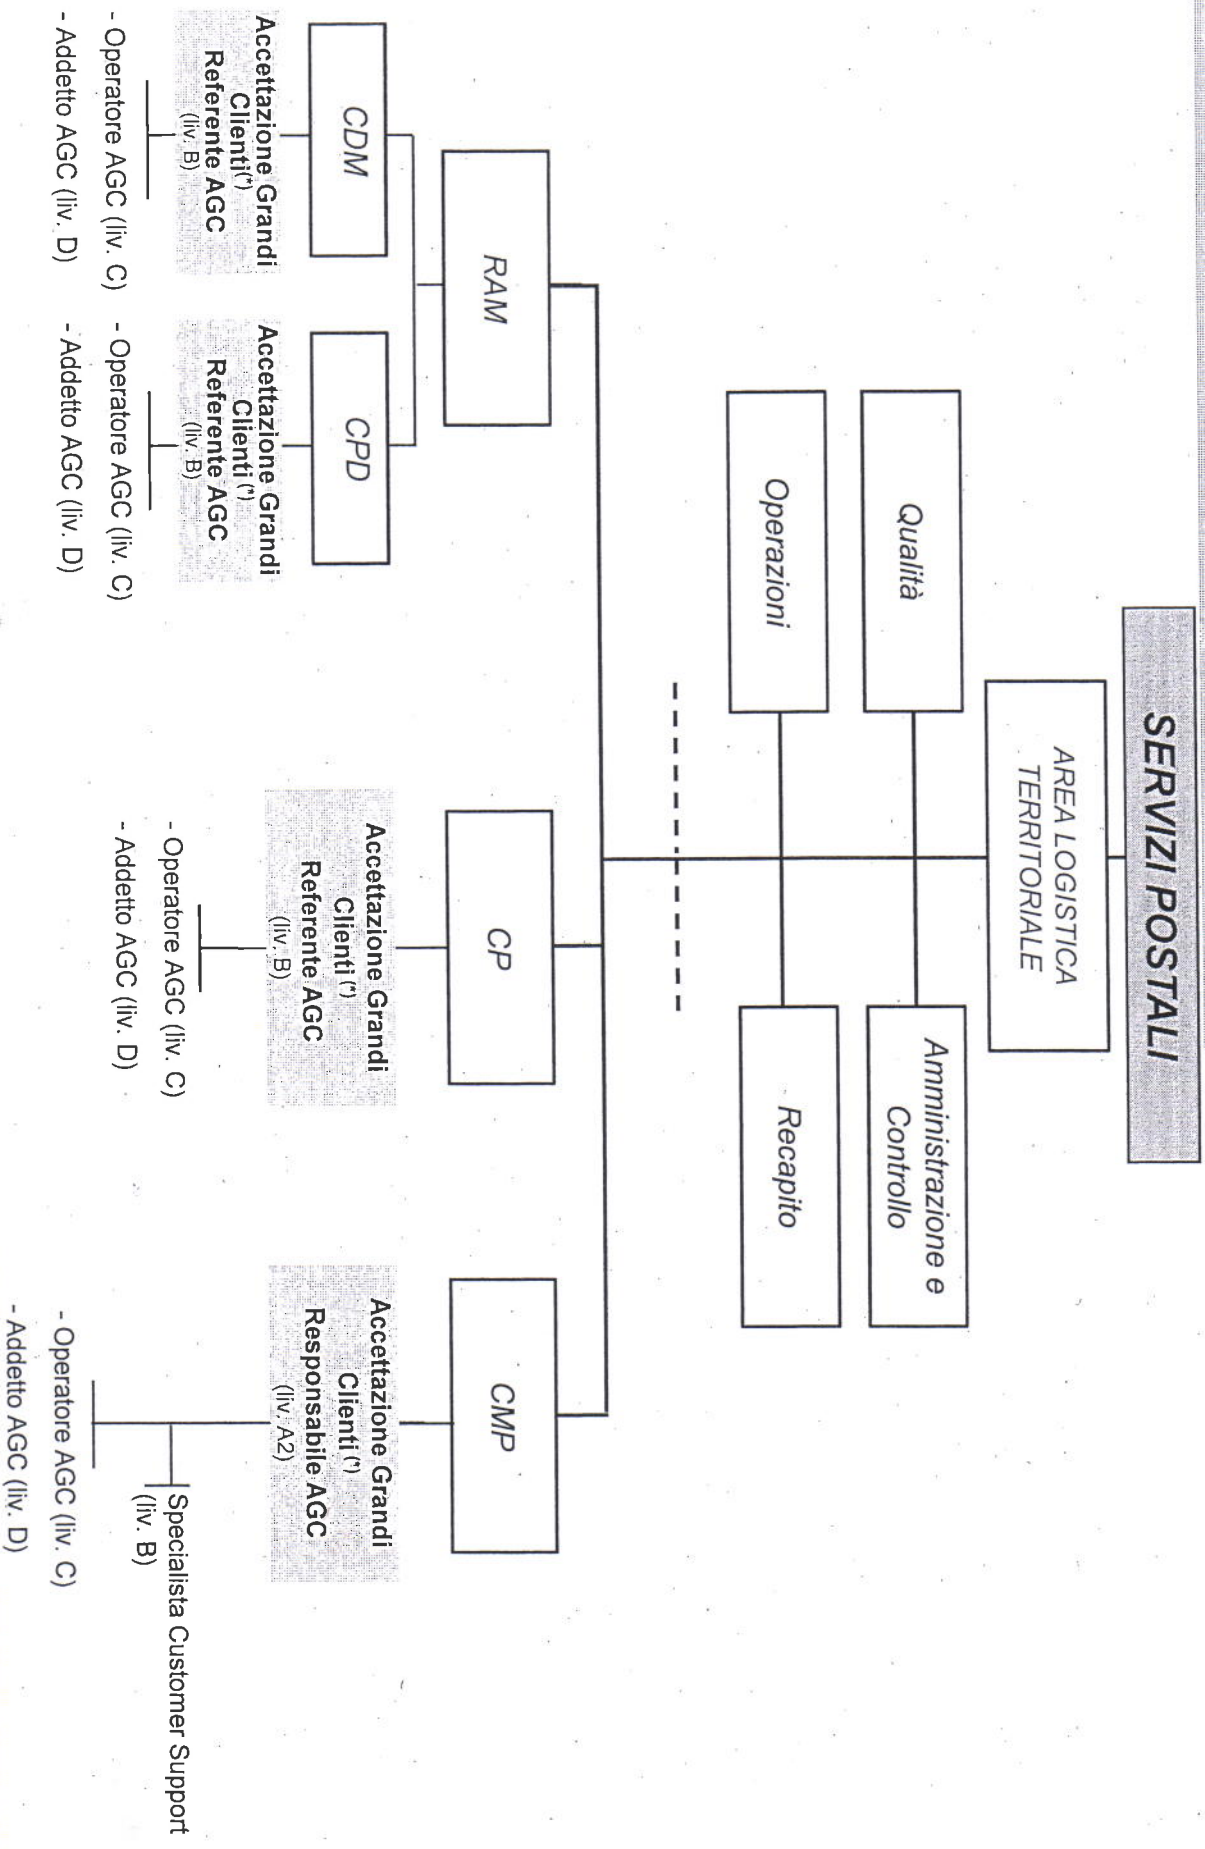 SERVIZI POSTALI
AREA LOGISTICA
TERRITORIALE
Qualità
Amministrazione e
Controllo
Operazioni
Recapito
RAM
CP
CMP
CDM
CPD
Accettazione Grandi
Clienti(*)
Referente AGC
(liv. B)
- Operatore AGC (liv. C)
- Addetto AGC (liv. D)
Accettazione Grandi
Clienti (*)
Referente AGC
(liv. B)
- Operatore AGC (liv. C)
- Addetto AGC (liv. D)
Accettazione Grandi
Clienti (*)
Referente AGC
(liv. B)
- Operatore AGC (liv. C)
- Addetto AGC (liv. D)
Accettazione Grandi
Clienti (*)
Responsabile AGC
(liv. A2)
Specialista Customer Support
(liv. B)
- Operatore AGC (liv. C)
- Addetto AGC (liv. D)